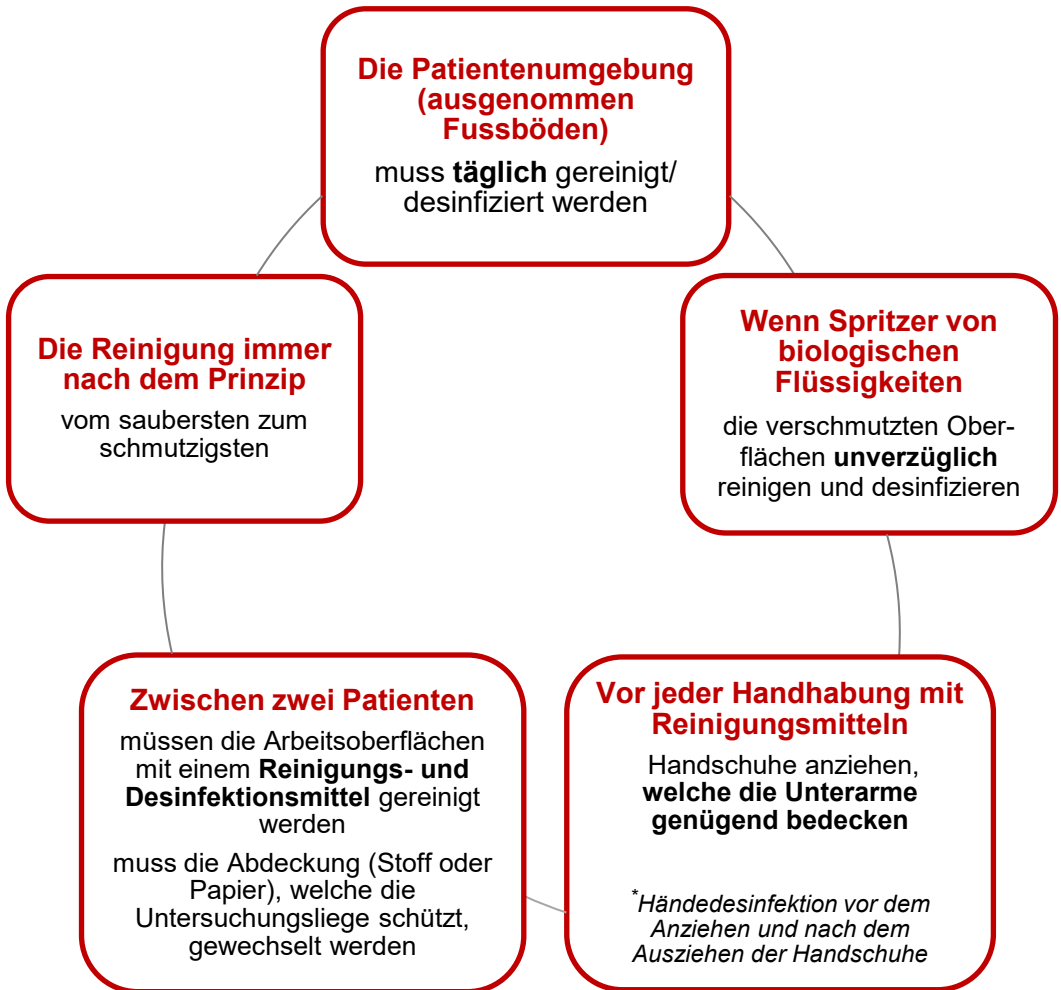 Die Patientenumgebung
(ausgenommen
Fussböden)
muss täglich gereinigt/
desinfiziert werden
Wenn Spritzer von
biologischen
Flüssigkeiten
die verschmutzten Ober-
flächen unverzüglich
reinigen und desinfizieren
Vor jeder Handhabung mit
Reinigungsmitteln
Handschuhe anziehen,
welche die Unterarme
genügend bedecken
*Händedesinfektion vor dem
Anziehen und nach dem
Ausziehen der Handschuhe
Zwischen zwei Patienten
müssen die Arbeitsoberflächen
mit einem Reinigungs- und
Desinfektionsmittel gereinigt
werden
muss die Abdeckung (Stoff oder
Papier), welche die
Untersuchungsliege schützt,
gewechselt werden
Die Reinigung immer
nach dem Prinzip
vom saubersten zum
schmutzigsten